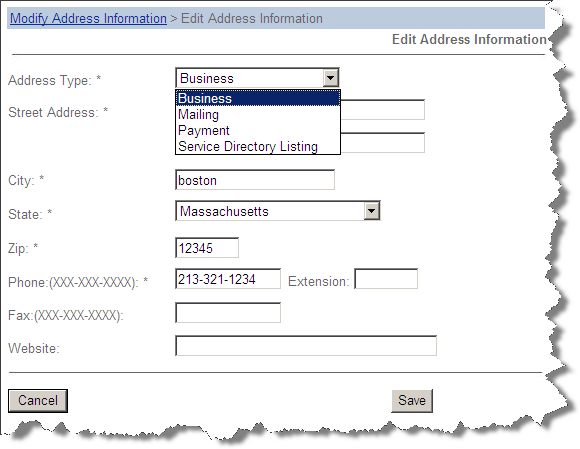 Modify Address Information > Edit Address Information
Edit Address Information
Address Type: * Business
Business
Street Address: *
Mailing
Payment
Service Directory Listing
City: * boston
State: * Massachusetts
Zip: * 12345
Phone:(XXX-XXX-XXXX): * 213-321-1234 Extension:
Fax:(XXX-XXX-XXXX):
Website:
Cancel Save